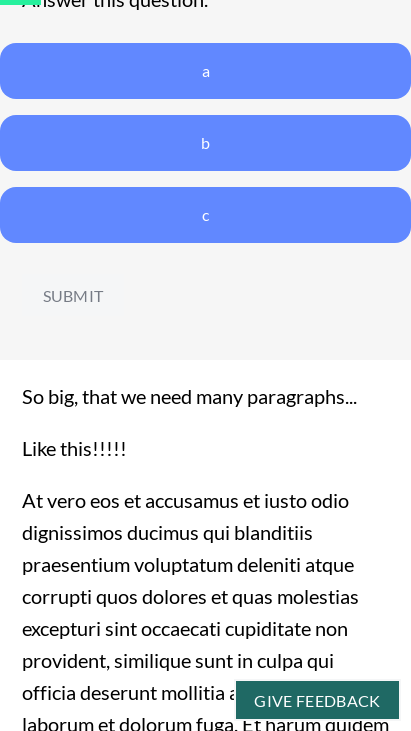 Answer this question.
a
b
c
SUBMIT
So big, that we need many paragraphs...
Like this!!!!!
At vero eos et accusamus et iusto odio
dignissimos ducimus qui blanditiis
praesentium voluptatum deleniti atque
corrupti quos dolores et quas molestias
excepturi sint occaecati cupiditate non
provident, similique sunt in culpa qui
officia deserunt mollitia a
GIVE FEEDBACK
laborum et dolorum fuga. Et harum quidem